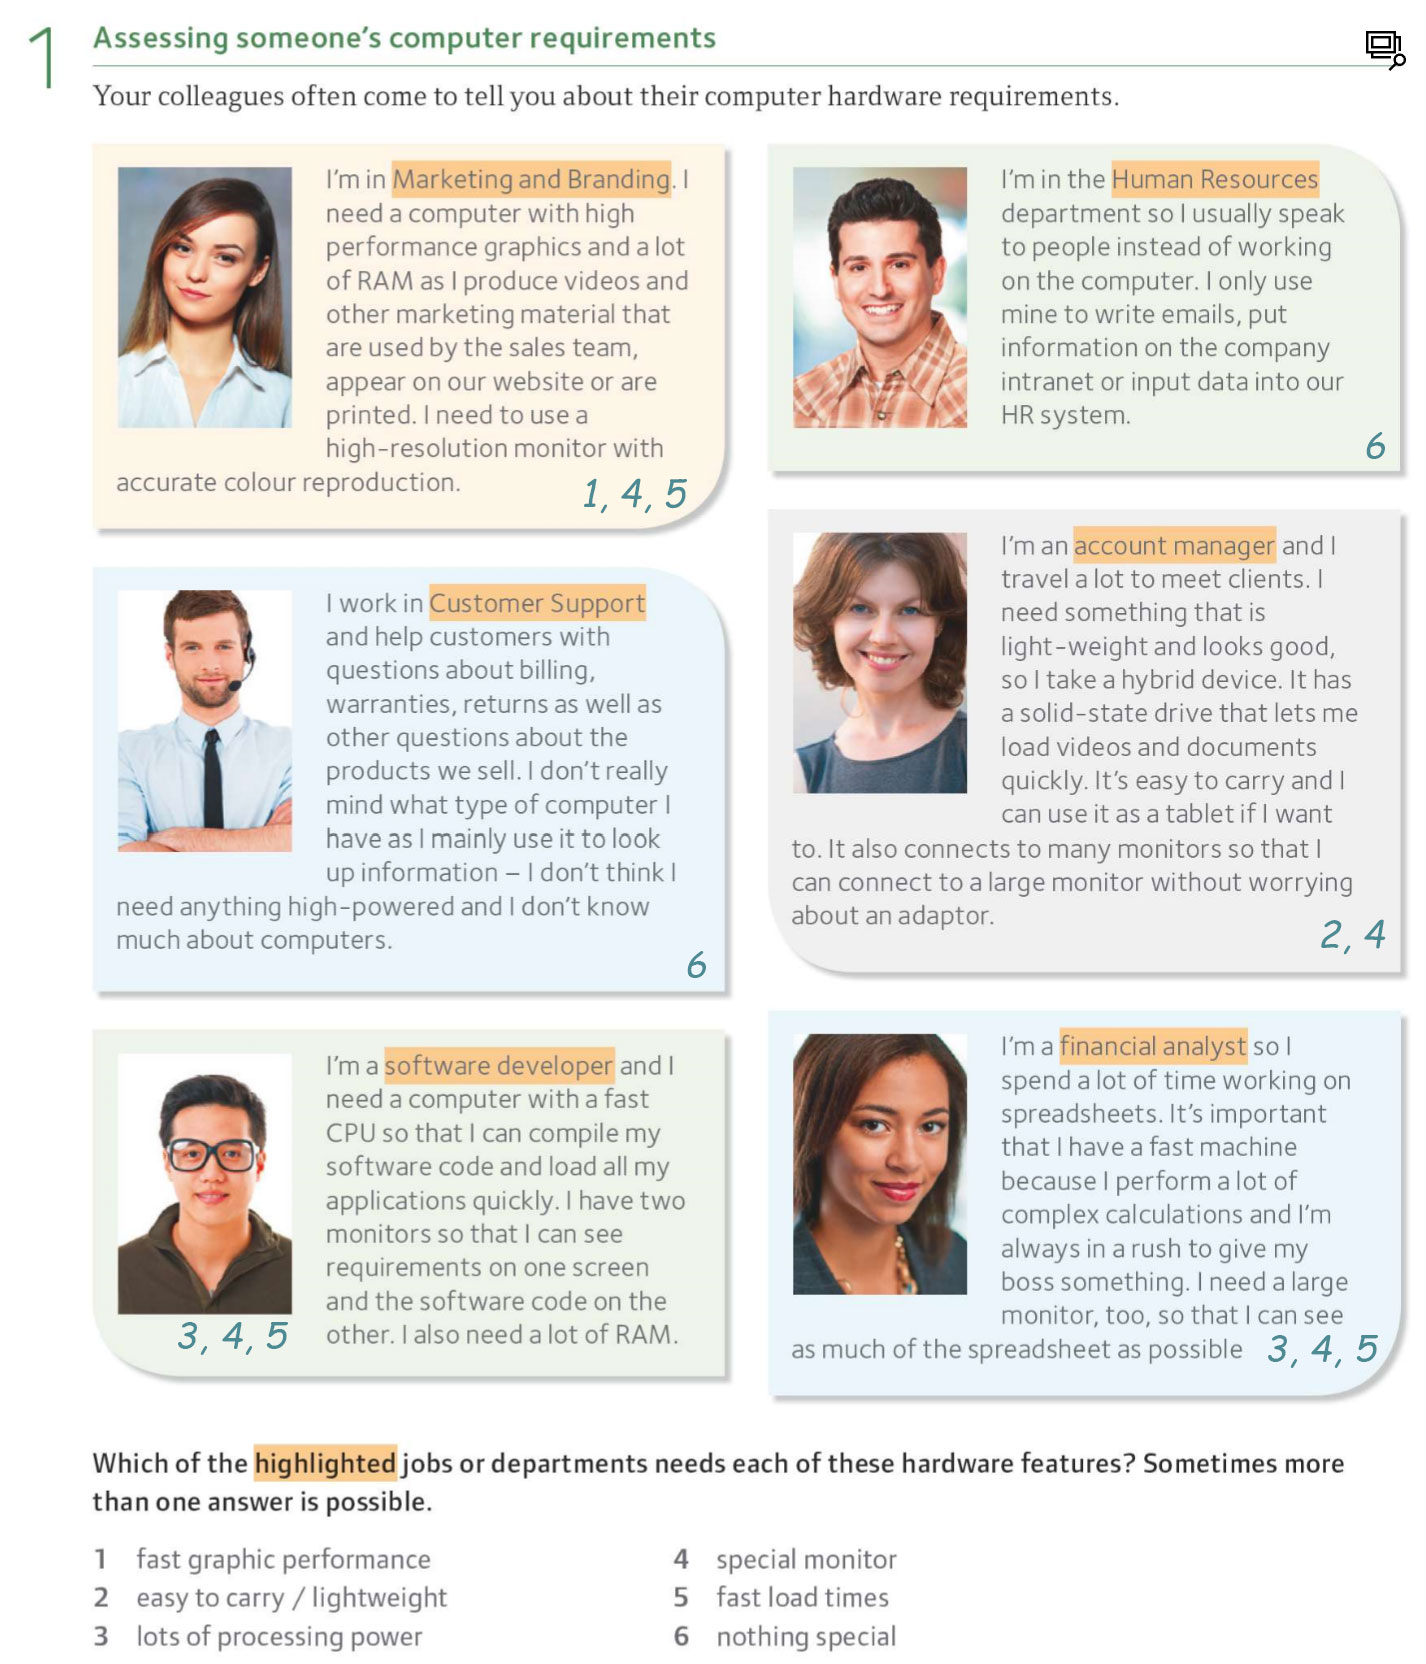 1
Assessing someone's computer requirements
Your colleagues often come to tell you about their computer hardware requirements.
I'm in Marketing and Branding. I
need a computer with high
performance graphics and a lot
of RAM as I produce videos and
other marketing material that
are used by the sales team,
appear on our website or are
printed. I need to use a
high-resolution monitor with
accurate colour reproduction.
1, 4, 5
I'm in the Human Resources
department so I usually speak
to people instead of working
on the computer. I only use
mine to write emails, put
information on the company
intranet or input data into our
HR system.
6
I work in Customer Support
and help customers with
questions about billing,
warranties, returns as well as
other questions about the
products we sell. I don't really
mind what type of computer I
have as I mainly use it to look
up information – I don't think I
need anything high-powered and I don't know
much about computers.
6
I'm an account manager and I
travel a lot to meet clients. I
need something that is
light-weight and looks good,
so I take a hybrid device. It has
a solid-state drive that lets me
load videos and documents
quickly. It's easy to carry and I
can use it as a tablet if I want
to. It also connects to many monitors so that I
can connect to a large monitor without worrying
about an adaptor.
2, 4
I'm a software developer and I
need a computer with a fast
CPU so that I can compile my
software code and load all my
applications quickly. I have two
monitors so that I can see
requirements on one screen
and the software code on the
other. I also need a lot of RAM.
3, 4, 5
I'm a financial analyst so I
spend a lot of time working on
spreadsheets. It's important
that I have a fast machine
because I perform a lot of
complex calculations and I'm
always in a rush to give my
boss something. I need a large
monitor, too, so that I can see
as much of the spreadsheet as possible
3, 4, 5
Which of the highlighted jobs or departments needs each of these hardware features? Sometimes more
than one answer is possible.
1 fast graphic performance
2 easy to carry / lightweight
3 lots of processing power
4 special monitor
5 fast load times
6 nothing special